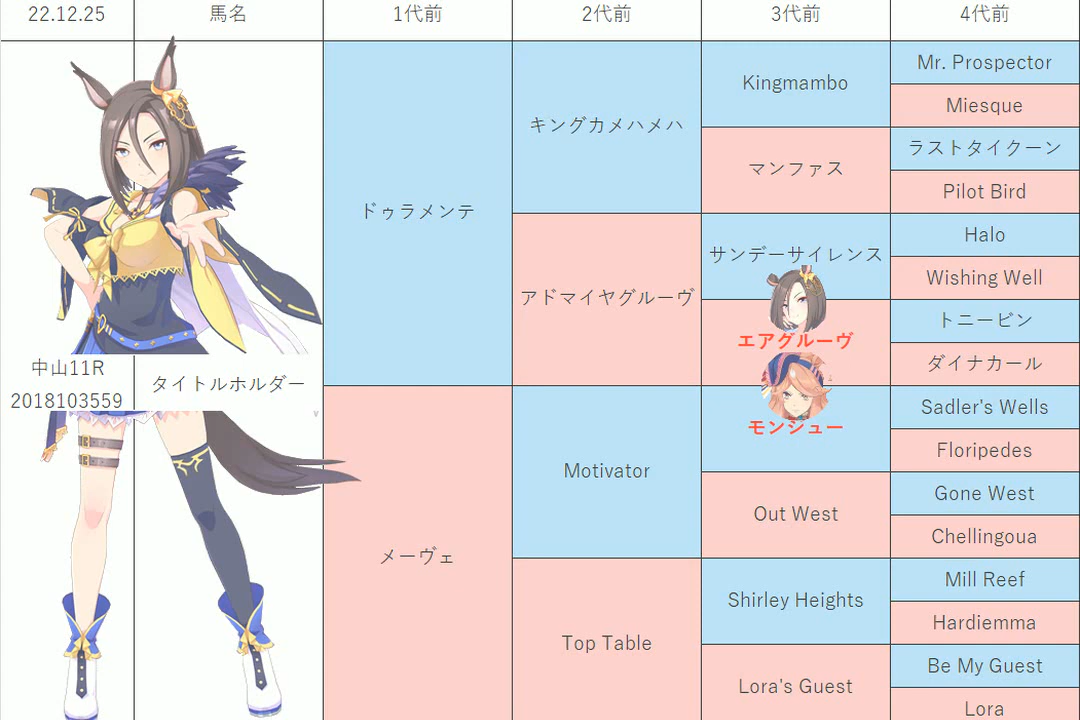 22.12.25
馬名
1代前
2代前
3代前
4代前
中山11R
2018103559
タイトルホルダー
ドゥラメンテ
メーヴェ
キングカメハメハ
アドマイヤグルーヴ
Motivator
Top Table
Kingmambo
マンファス
サンデーサイレンス
エアグルーヴ
モンジュー
Out West
Shirley Heights
Lora's Guest
Mr. Prospector
Miesque
ラストタイクーン
Pilot Bird
Halo
Wishing Well
トニービン
ダイナカール
Sadler's Wells
Floripedes
Gone West
Chellingoua
Mill Reef
Hardiemma
Be My Guest
Lora